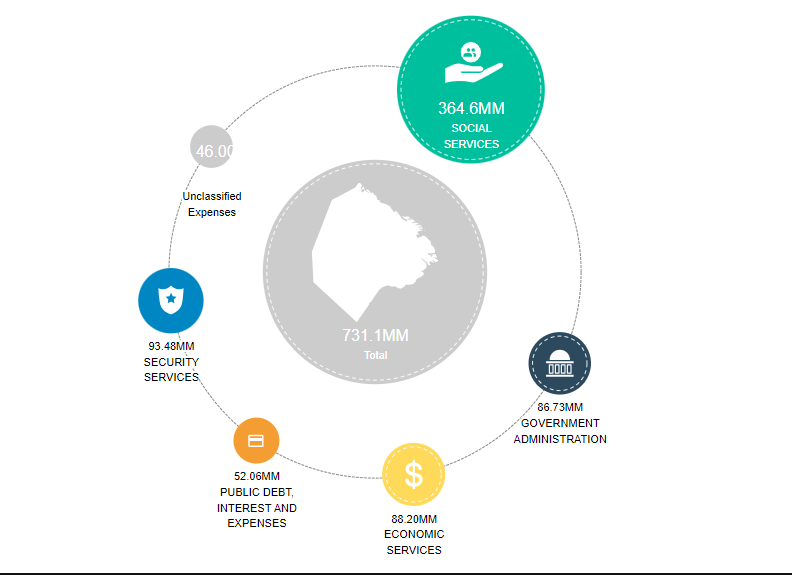 364.6MM
SOCIAL
SERVICES
46.00
Unclassified
Expenses
731.1MM
Total
93.48MM
SECURITY
SERVICES
86.73MM
GOVERNMENT
ADMINISTRATION
52.06MM
PUBLIC DEBT,
INTEREST AND
EXPENSES
$
88.20MM
ECONOMIC
SERVICES